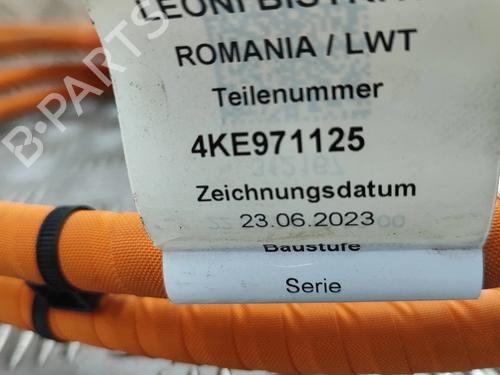 LEONI BISTRITA
ROMANIA / LWT
Teilenummer
4KE971125
Zeichnungsdatum
23.06.2023
Baustufe
Serie
B-PARTS